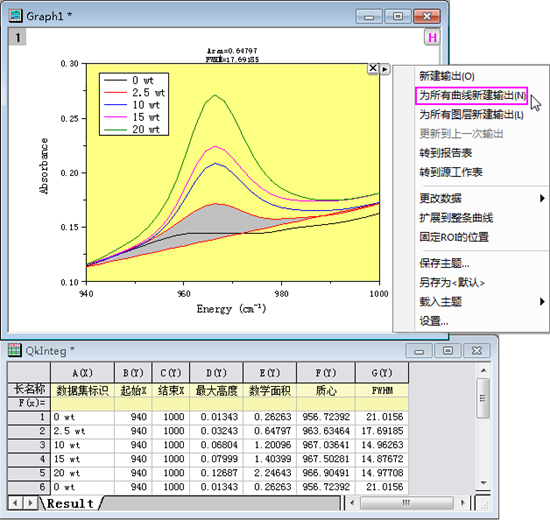 Graph1 *
1
H
Area=0.64797
FWHM=17.69185
0 wt
2.5 wt
10 wt
15 wt
20 wt
0.30
0.25
0.20
0.15
0.10
Absorbance
940 960 980 1000
Energy (cm⁻¹)
新建输出(O)
为所有曲线新建输出(N)
为所有图层新建输出(L)
更新到上一次输出
转到报告表
转到源工作表
更改数据
扩展到整条曲线
固定ROI的位置
保存主题...
另存为<默认>
载入主题
设置...
QkInteg *
A(X) B(Y) C(Y) D(Y) E(Y) F(Y) G(Y)
长名称 数据集标识 起始X 结束X 最大高度 数学面积 质心 FWHM
F(x)=
1 0 wt 940 1000 0.01343 0.26263 956.72392 21.0156
2 2.5 wt 940 1000 0.03243 0.64797 963.63464 17.69185
3 10 wt 940 1000 0.06804 1.20096 967.03641 14.96263
4 15 wt 940 1000 0.07999 1.40399 967.50281 14.87672
5 20 wt 940 1000 0.12687 2.24643 966.90491 14.97708
6 0 wt 940 1000 0.01343 0.26263 956.72392 21.0156
Result